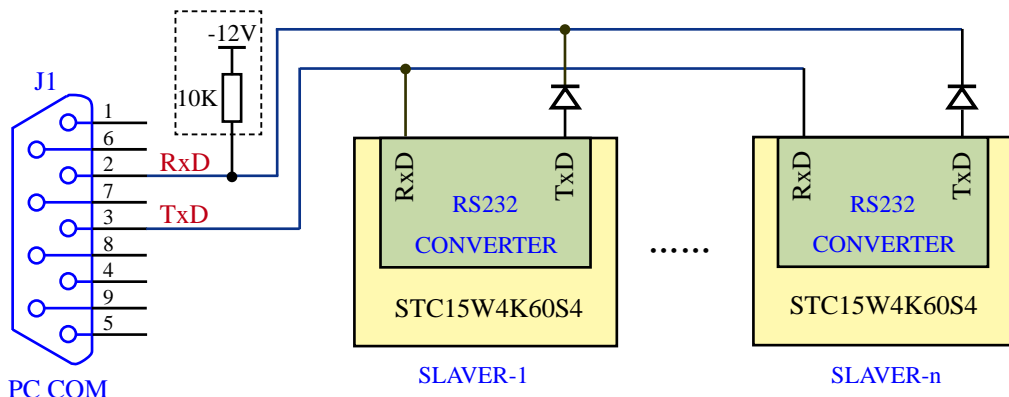 J1
1
6
2
7
3
8
4
9
5
RxD
TxD
-12V
10K
PC COM
RxD
TxD
RS232
CONVERTER
STC15W4K60S4
SLAVER-1
......
RxD
TxD
RS232
CONVERTER
STC15W4K60S4
SLAVER-n